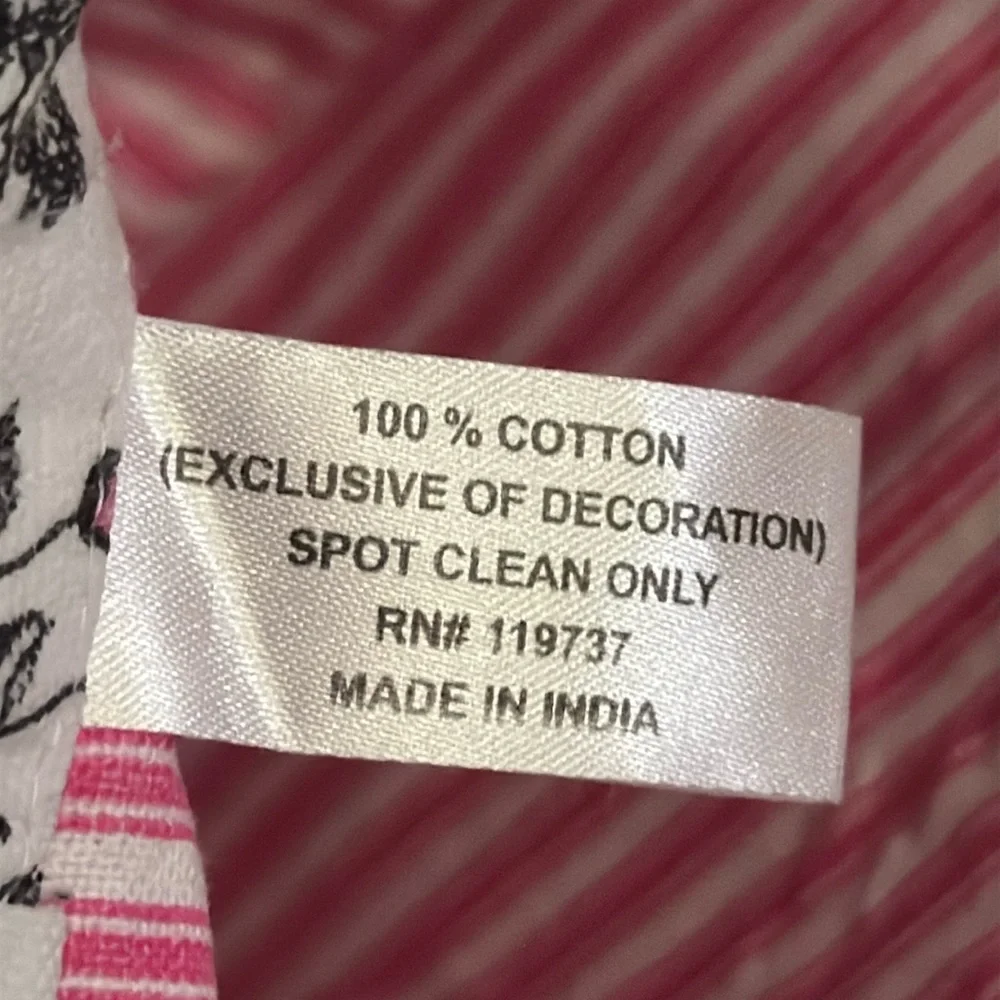 100 % COTTON
(EXCLUSIVE OF DECORATION)
SPOT CLEAN ONLY
RN# 119737
MADE IN INDIA